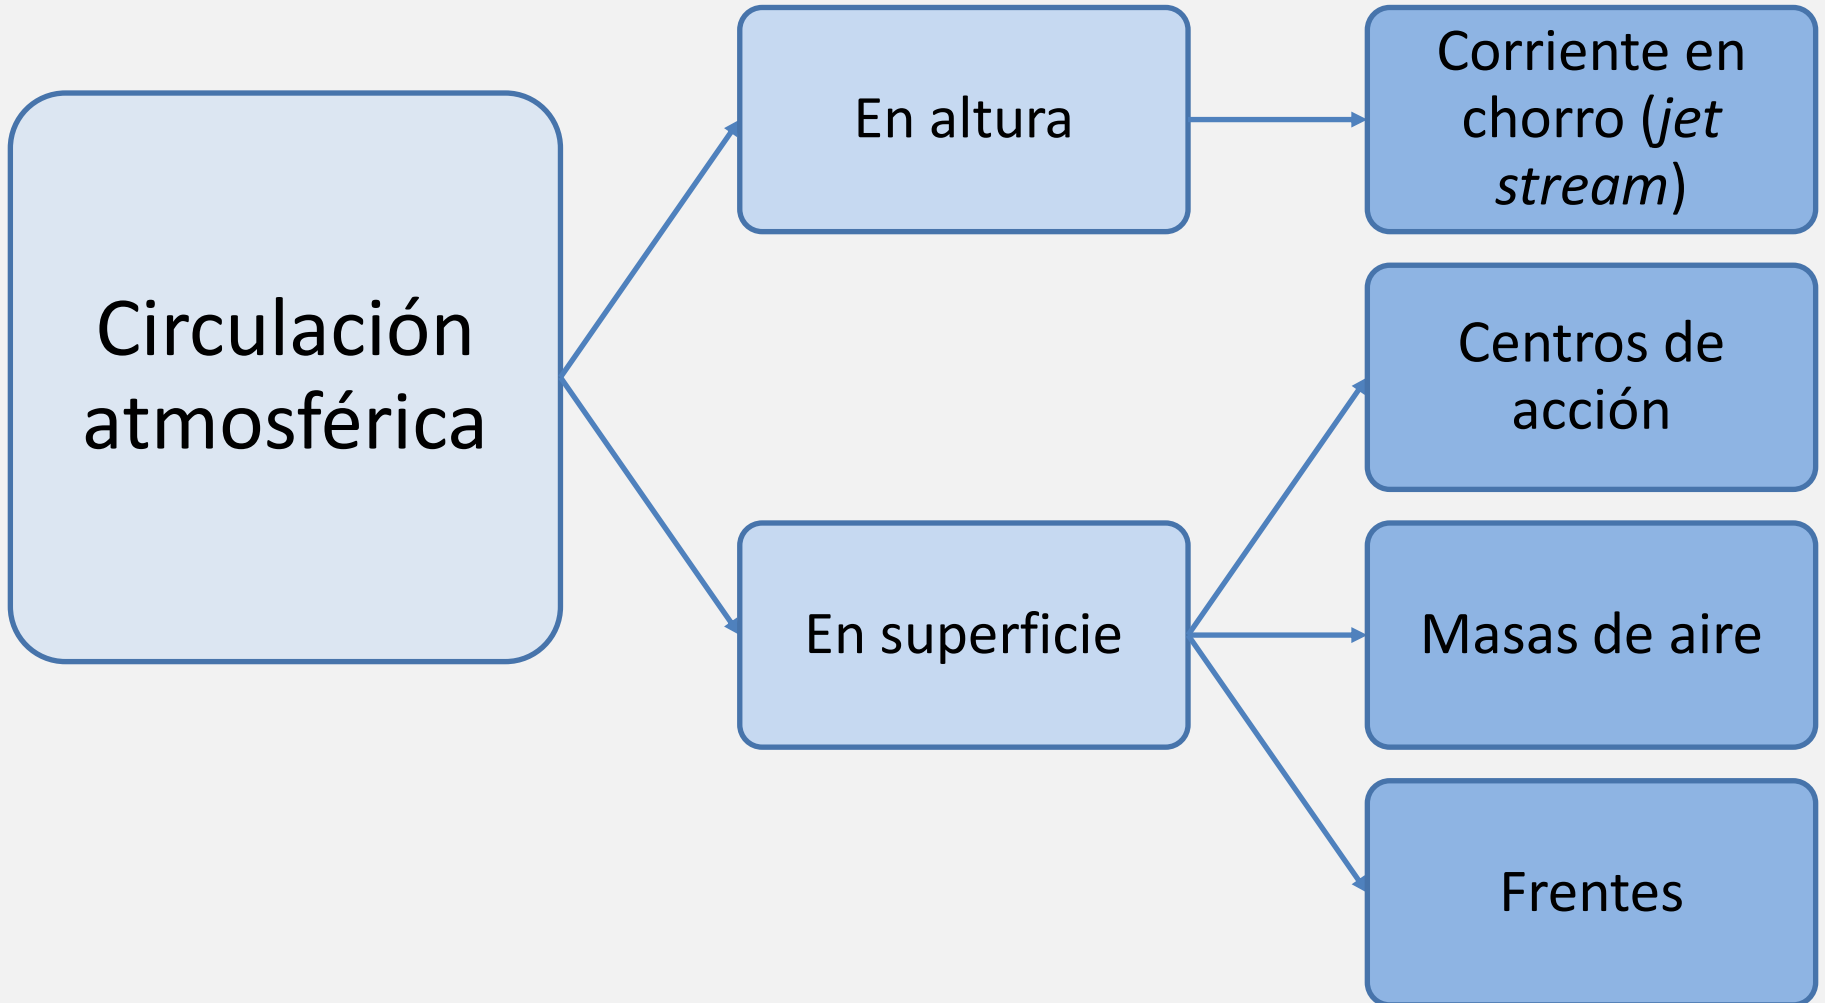 Circulación
atmosférica
En altura
Corriente en
chorro (jet
stream)
En superficie
Centros de
acción
Masas de aire
Frentes